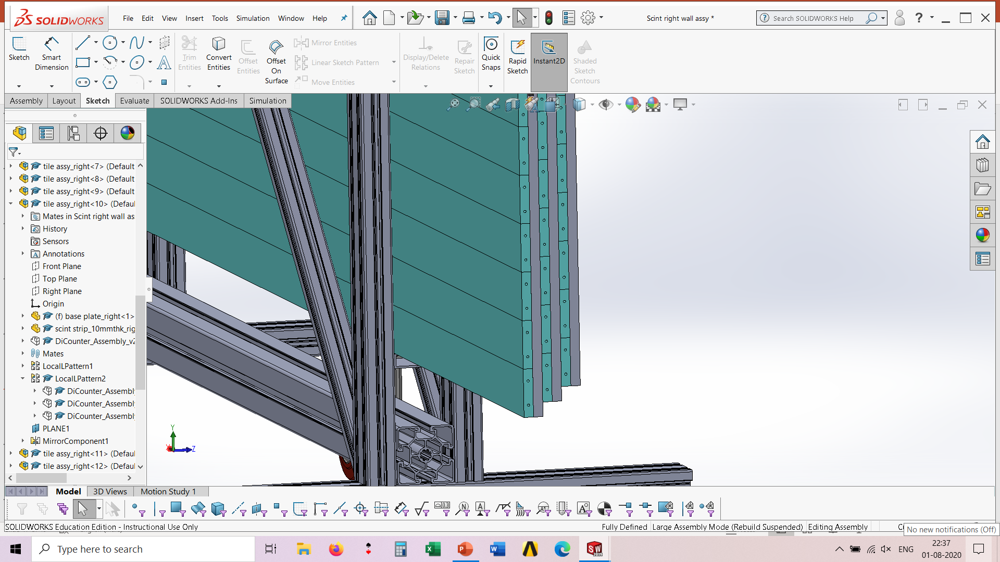 SOLIDWORKS
File Edit View Insert Tools Simulation Window Help
Scint right wall assy *
Search SOLIDWORKS Help
Sketch
Smart Dimension
Trim Entities
Convert Entities
Offset Entities
Offset On Surface
Mirror Entities
Linear Sketch Pattern
Move Entities
Display/Delete Relations
Repair Sketch
Quick Snaps
Rapid Sketch
Instant2D
Shaded Sketch Contours
Assembly Layout Sketch Evaluate SOLIDWORKS Add-Ins Simulation
tile assy_right<7> (Default
tile assy_right<8> (Default
tile assy_right<9> (Default
tile assy_right<10> (Defaul
Mates in Scint right wall as
History
Sensors
Annotations
Front Plane
Top Plane
Right Plane
Origin
(f) base plate_right<1>
scint strip_10mmthk_rig
DiCounter_Assembly_v2
Mates
LocalLPattern1
LocalLPattern2
DiCounter_Assembl
DiCounter_Assembl
DiCounter_Assembl
PLANE1
MirrorComponent1
tile assy_right<11> (Defaul
tile assy_right<12> (Defaul
Y
X
Z
Model 3D Views Motion Study 1
SOLIDWORKS Education Edition - Instructional Use Only
Fully Defined Large Assembly Mode (Rebuild Suspended) Editing Assembly
No new notifications (Off)
Type here to search
ENG
22:37
01-08-2020